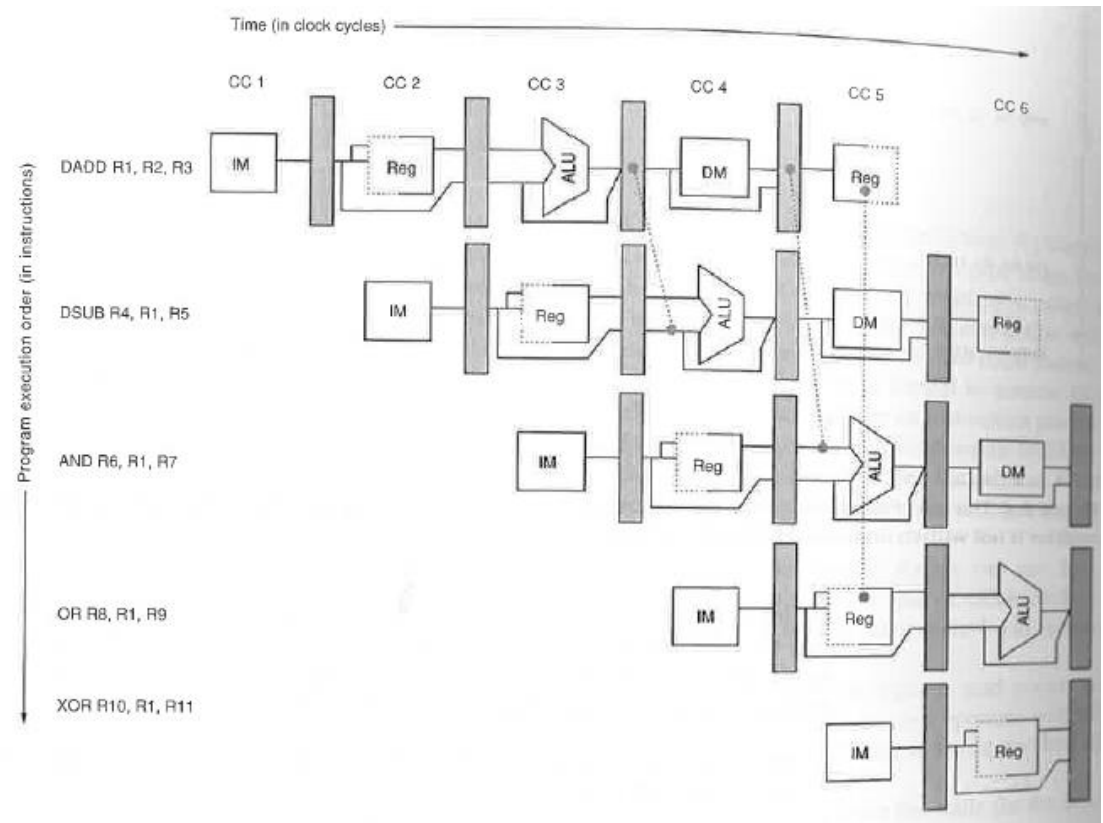 Time (in clock cycles)
CC 1 CC 2 CC 3 CC 4 CC 5 CC 6
Program execution order (in instructions)
DADD R1, R2, R3 IM Reg ALU DM Reg
DSUB R4, R1, R5 IM Reg ALU DM Reg
AND R6, R1, R7 IM Reg ALU DM
OR R8, R1, R9 IM Reg ALU
XOR R10, R1, R11 IM Reg